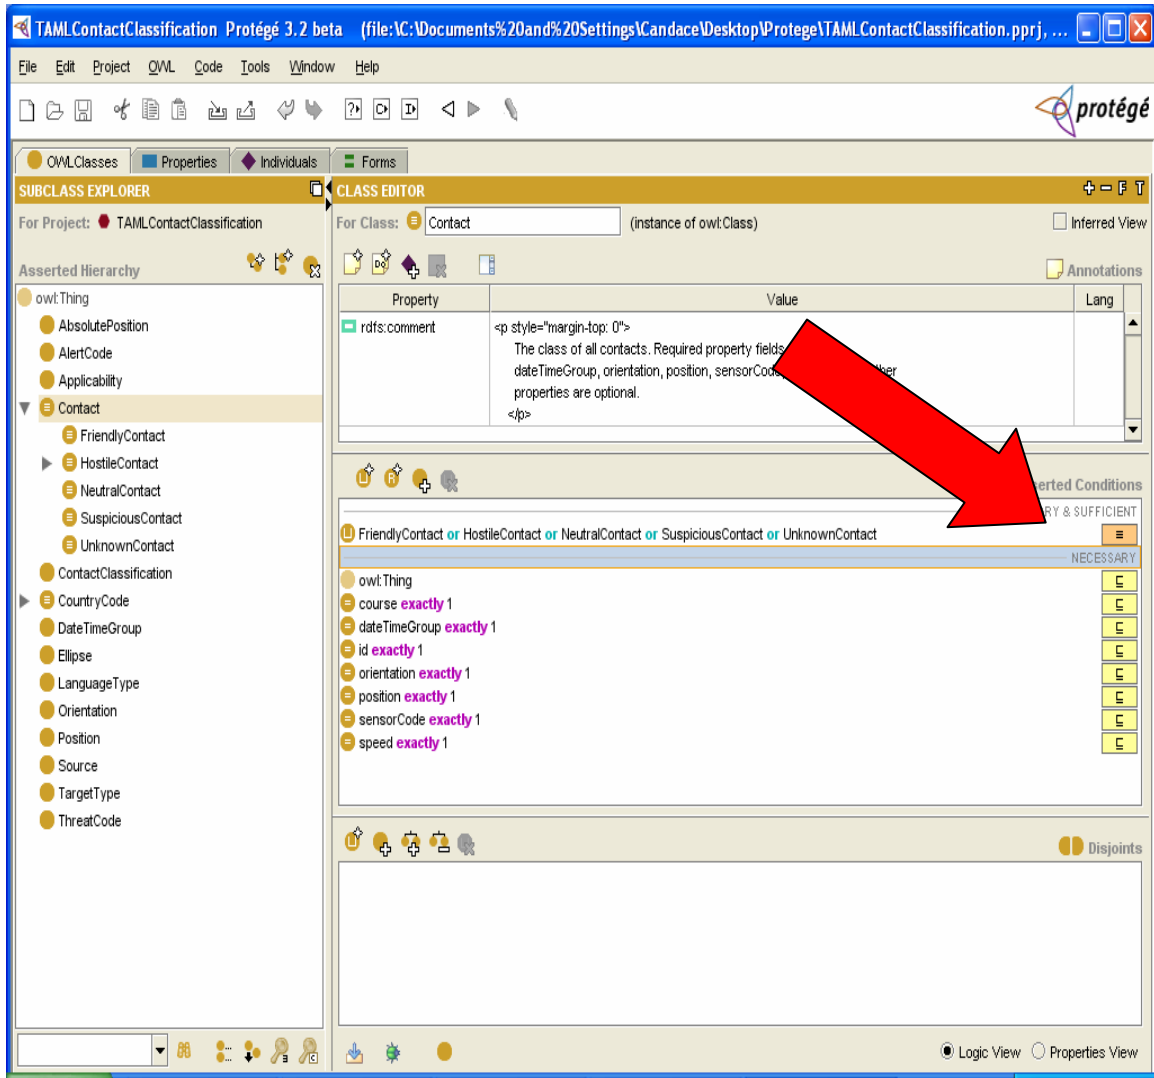 TAMLContactClassification Protégé 3.2 beta (file:\C:\Documents%20and%20Settings\Candace\Desktop\Protege\TAMLContactClassification.pprj, ...
File Edit Project OWL Code Tools Window Help
protégé
OWLClasses Properties Individuals Forms
SUBCLASS EXPLORER
For Project: TAMLContactClassification
Asserted Hierarchy
owl:Thing
AbsolutePosition
AlertCode
Applicability
Contact
FriendlyContact
HostileContact
NeutralContact
SuspiciousContact
UnknownContact
ContactClassification
CountryCode
DateTimeGroup
Ellipse
LanguageType
Orientation
Position
Source
TargetType
ThreatCode
CLASS EDITOR
F T
For Class: Contact (instance of owl:Class) Inferred View
Annotations
Property Value Lang
rdfs:comment <p style="margin-top: 0">
The class of all contacts. Required property fields
dateTimeGroup, orientation, position, sensorCode
properties are optional.
</p>
Conditions
& SUFFICIENT
FriendlyContact or HostileContact or NeutralContact or SuspiciousContact or UnknownContact ≡
NECESSARY
owl:Thing ⊑
course exactly 1 ⊑
dateTimeGroup exactly 1 ⊑
id exactly 1 ⊑
orientation exactly 1 ⊑
position exactly 1 ⊑
sensorCode exactly 1 ⊑
speed exactly 1 ⊑
Disjoints
Logic View Properties View